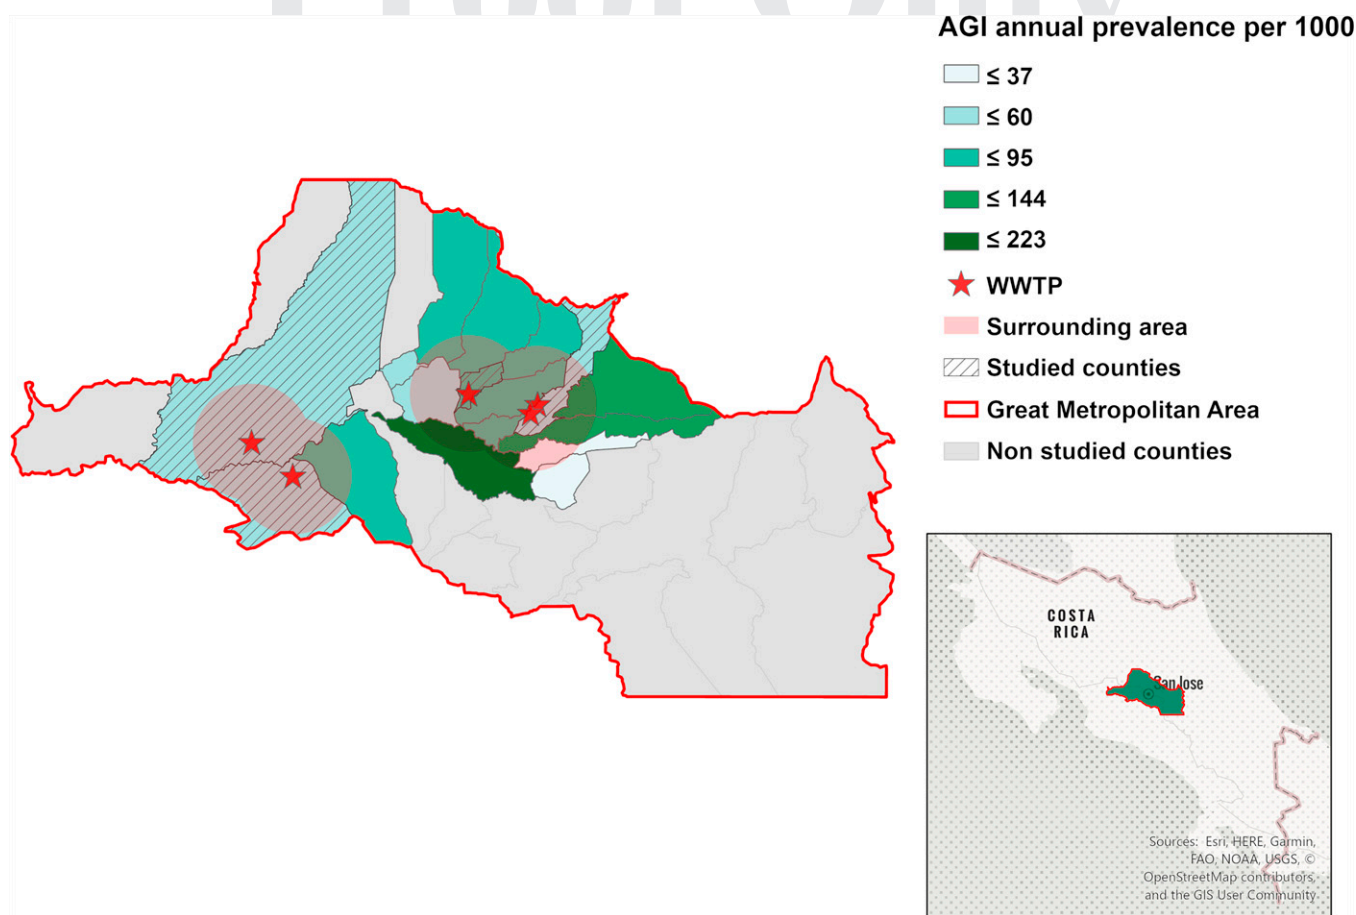 AGI annual prevalence per 1000
≤ 37
≤ 60
≤ 95
≤ 144
≤ 223
WWTP
Surrounding area
Studied counties
Great Metropolitan Area
Non studied counties
COSTA
RICA
San Jose
Sources: Esri, HERE, Garmin,
FAO, NOAA, USGS, ©
OpenStreetMap contributors,
and the GIS User Community